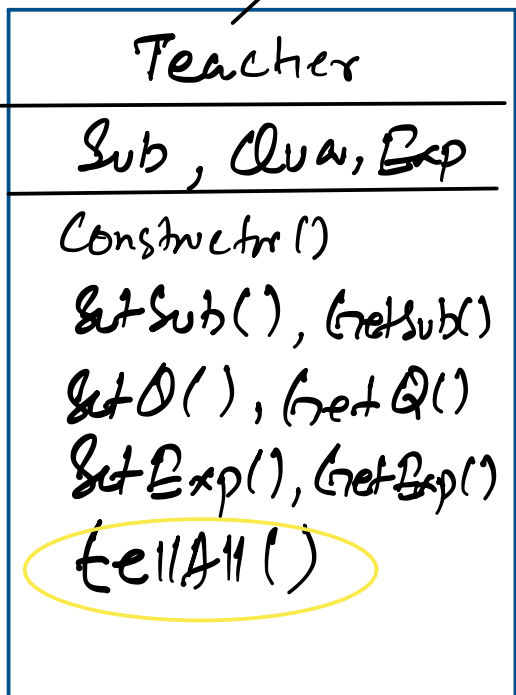 Teacher
Sub, Qua, Exp
Constructor()
SetSub(), GetSub()
SetQ(), GetQ()
SetExp(), GetExp()
tellAll()